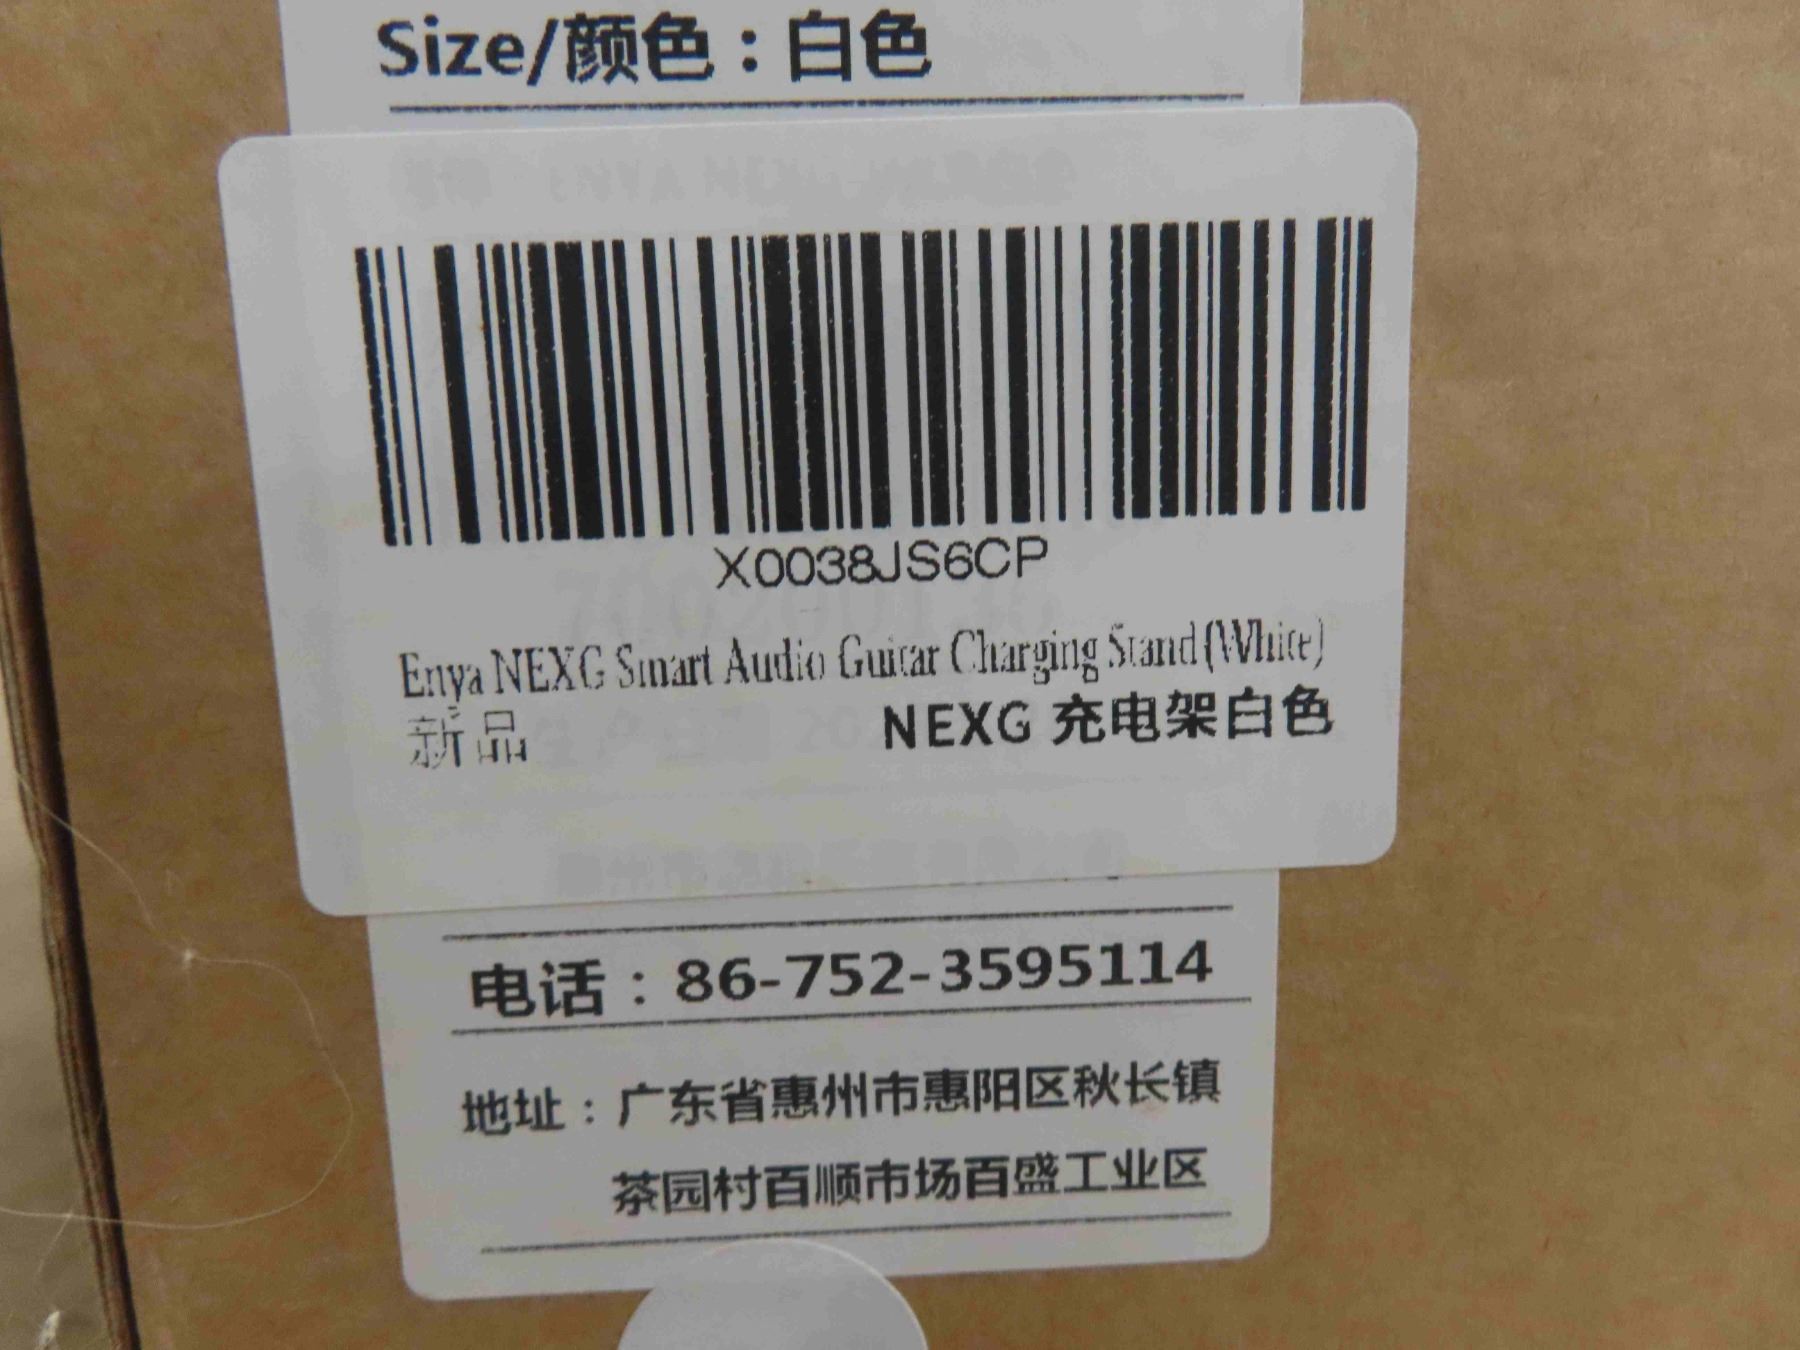 Size/颜色：白色
X0038JS6CP
Enya NEXG Smart Audio Guitar Charging Stand (White)
新品 NEXG 充电架白色
电话：86-752-3595114
地址：广东省惠州市惠阳区秋长镇
茶园村百顺市场百盛工业区